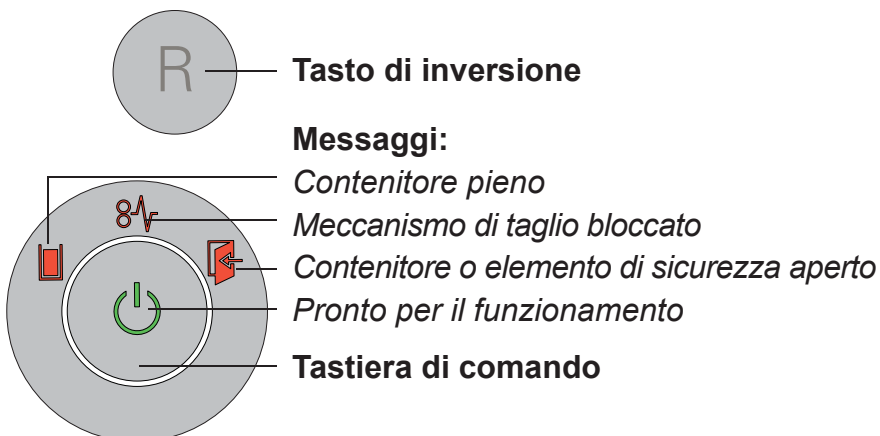 R
Tasto di inversione
Messaggi:
Contenitore pieno
Meccanismo di taglio bloccato
Contenitore o elemento di sicurezza aperto
Pronto per il funzionamento
Tastiera di comando